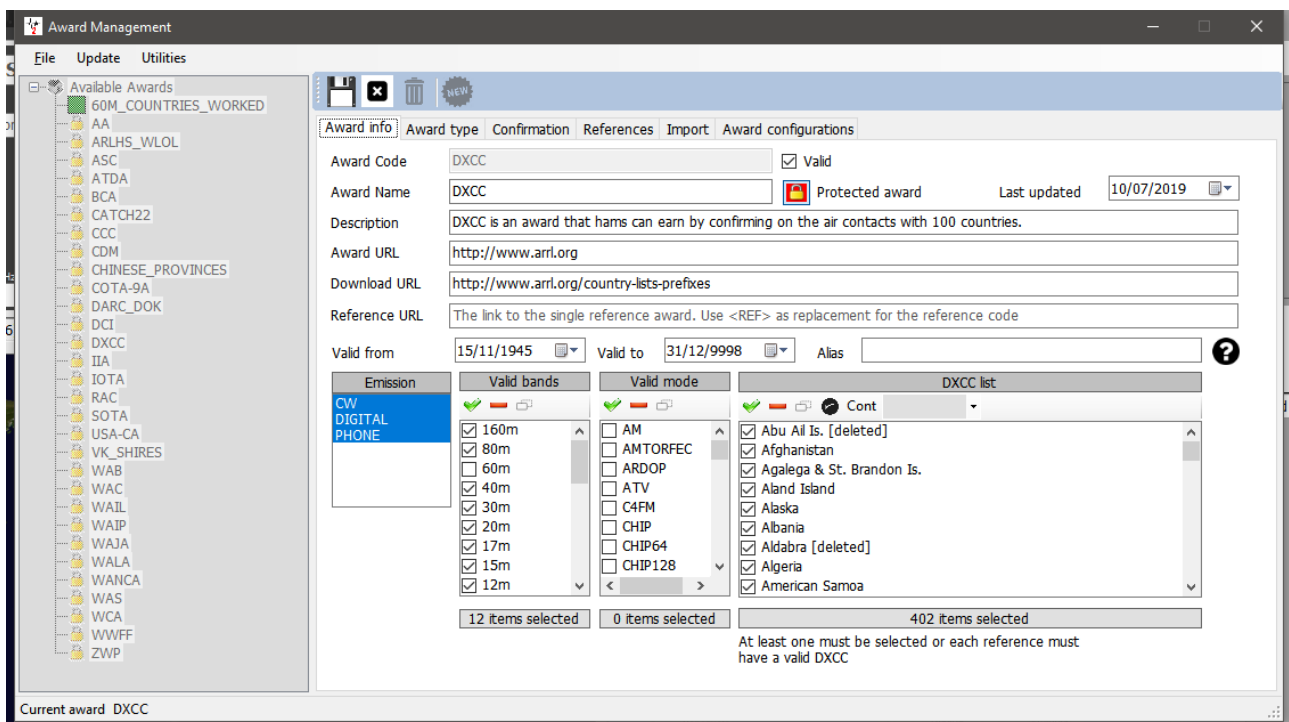 Award Management
File Update Utilities
Available Awards
60M_COUNTRIES_WORKED
AA
ARLHS_WLOL
ASC
ATDA
BCA
CATCH22
CCC
CDM
CHINESE_PROVINCES
COTA-9A
DARC_DOK
DCI
DXCC
IIA
IOTA
RAC
SOTA
USA-CA
VK_SHIRES
WAB
WAC
WAIL
WAIP
WAJA
WALA
WANCA
WAS
WCA
WWFF
ZWP
NEW
Award info Award type Confirmation References Import Award configurations
Award Code DXCC Valid
Award Name DXCC Protected award Last updated 10/07/2019
Description DXCC is an award that hams can earn by confirming on the air contacts with 100 countries.
Award URL http://www.arrl.org
Download URL http://www.arrl.org/country-lists-prefixes
Reference URL The link to the single reference award. Use <REF> as replacement for the reference code
Valid from 15/11/1945 Valid to 31/12/9998 Alias
Emission
CW
DIGITAL
PHONE
Valid bands
160m
80m
60m
40m
30m
20m
17m
15m
12m
12 items selected
Valid mode
AM
AMTORFEC
ARDOP
ATV
C4FM
CHIP
CHIP64
CHIP128
0 items selected
DXCC list
Cont
Abu Ail Is. [deleted]
Afghanistan
Agalega & St. Brandon Is.
Aland Island
Alaska
Albania
Aldabra [deleted]
Algeria
American Samoa
402 items selected
At least one must be selected or each reference must
have a valid DXCC
Current award DXCC